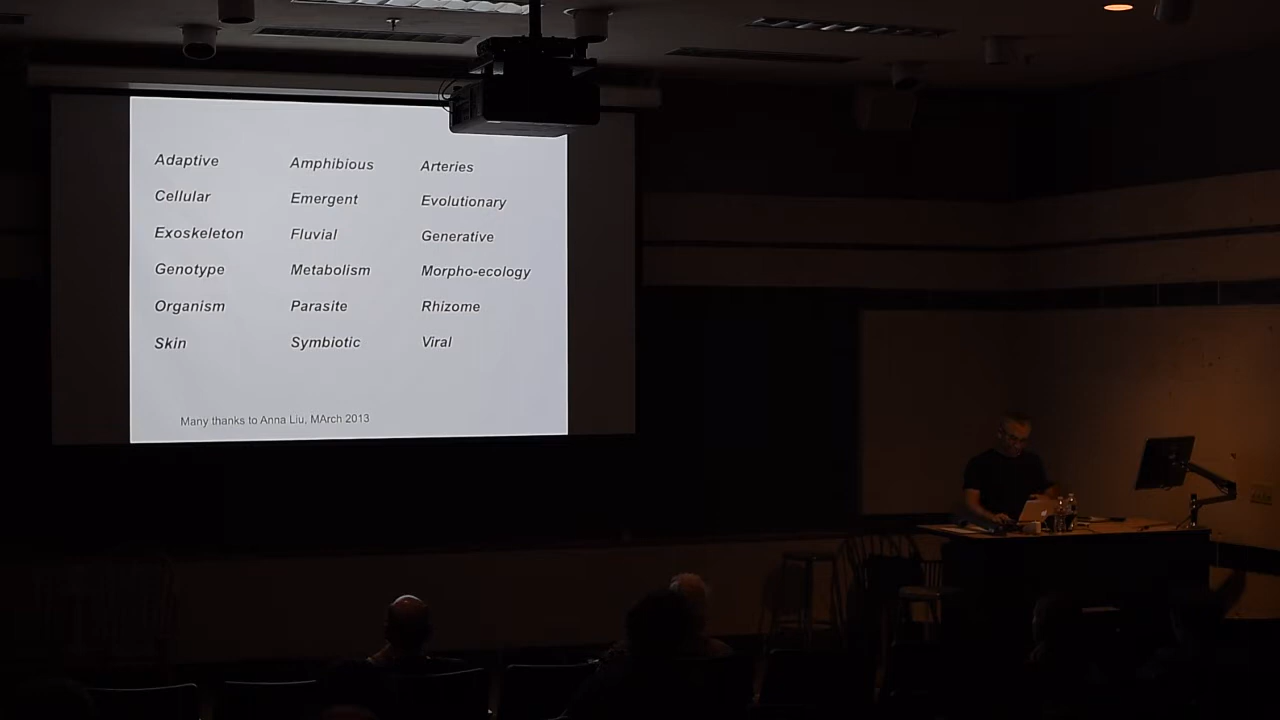 Adaptive Amphibious Arteries
Cellular Emergent Evolutionary
Exoskeleton Fluvial Generative
Genotype Metabolism Morpho-ecology
Organism Parasite Rhizome
Skin Symbiotic Viral
Many thanks to Anna Liu, MArch 2013